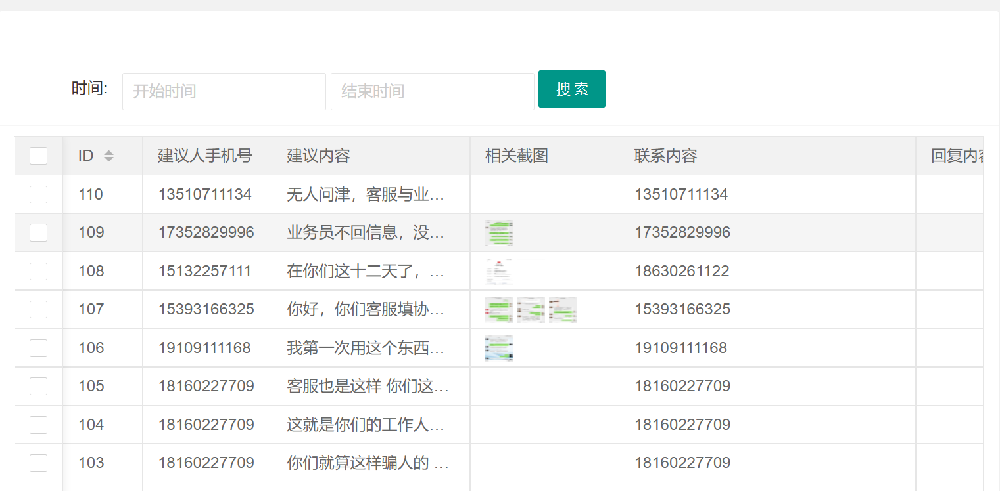 时间: 开始时间 结束时间 搜索
ID 建议人手机号 建议内容 相关截图 联系内容 回复内容
110 13510711134 无人问津，客服与业... 13510711134
109 17352829996 业务员不回信息，没... 17352829996
108 15132257111 在你们这十二天了，... 18630261122
107 15393166325 你好，你们客服填协... 15393166325
106 19109111168 我第一次用这个东西... 19109111168
105 18160227709 客服也是这样 你们这... 18160227709
104 18160227709 这就是你们的工作人... 18160227709
103 18160227709 你们就算这样骗人的 ... 18160227709